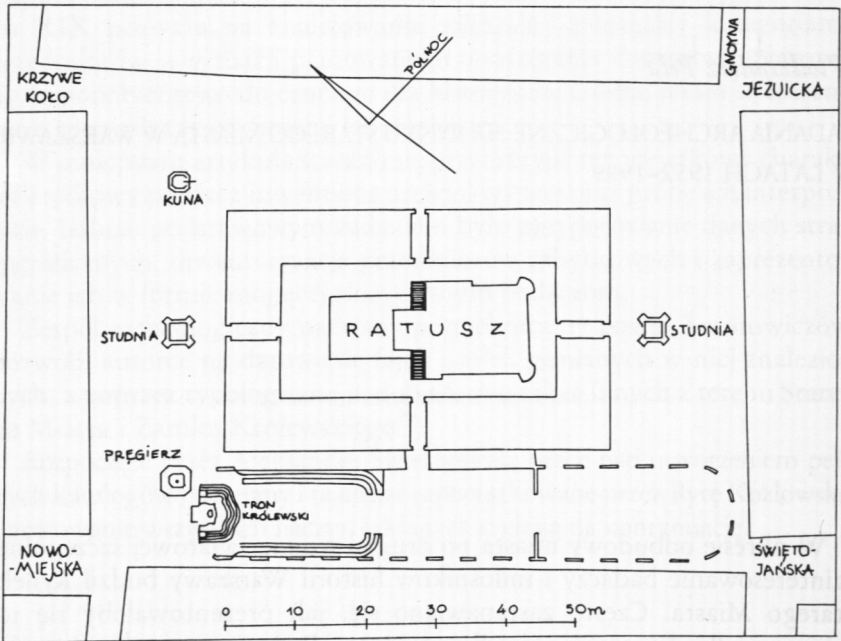 PÓŁNOC
GNOYNA
KRZYWE
KOŁO
JEZUICKA
KUNA
STUDNIA
RATUSZ
STUDNIA
PRĘGIERZ
TRON
KRÓLEWSKI
NOWO-
-MIEJSKA
ŚWIĘTO-
JAŃSKA
0 10 20 30 40 50m